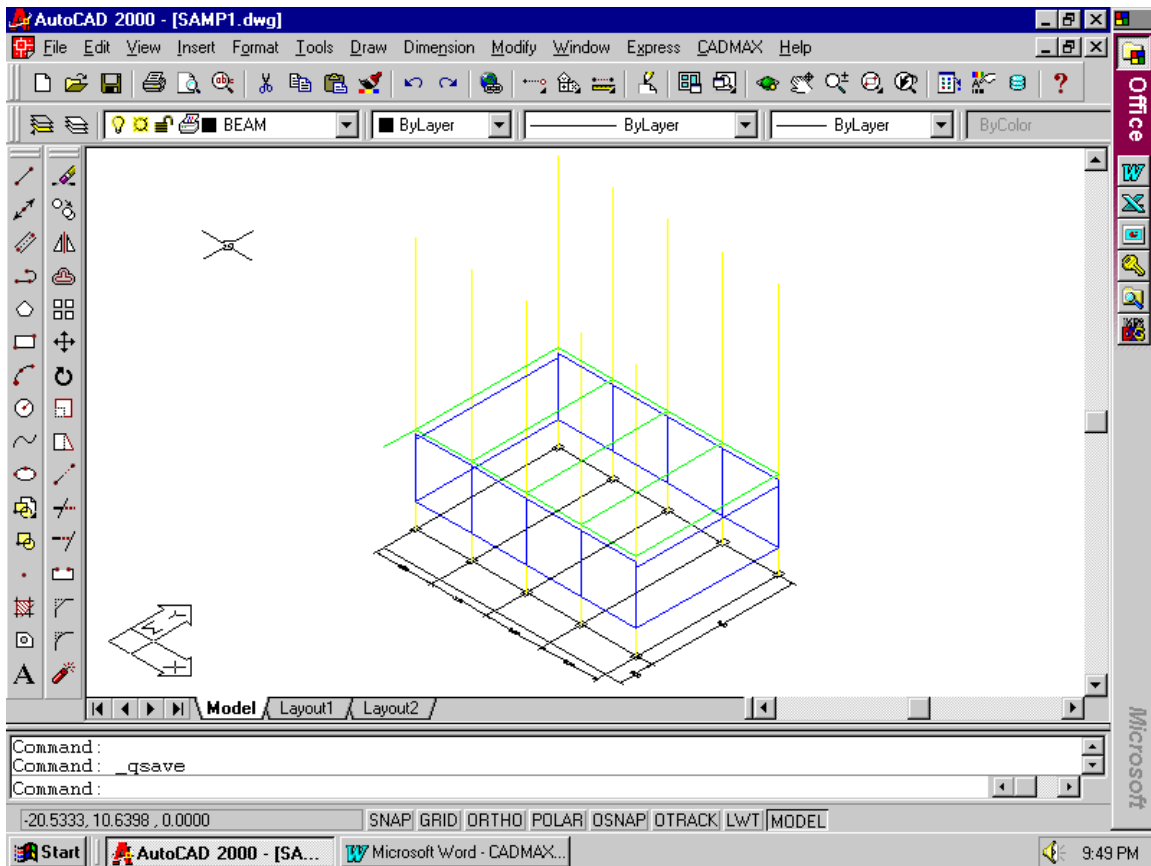 AutoCAD 2000 - [SAMP1.dwg]
File Edit View Insert Format Tools Draw Dimension Modify Window Express CADMAX Help
BEAM ByLayer ByLayer ByLayer ByColor
Office
Model Layout1 Layout2
Command:
Command: _qsave
Command:
Microsoft
-20.5333, 10.6398 , 0.0000 SNAP GRID ORTHO POLAR OSNAP OTRACK LWT MODEL
Start AutoCAD 2000 - [SA... Microsoft Word - CADMAX... 9:49 PM